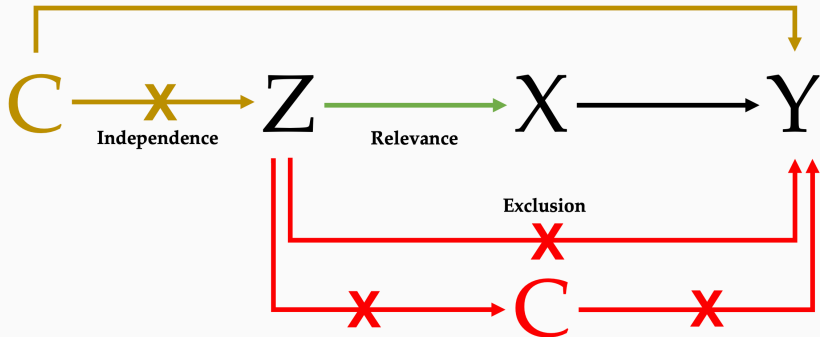 C X Z X Y
Independence
Relevance
Exclusion
X
X C X